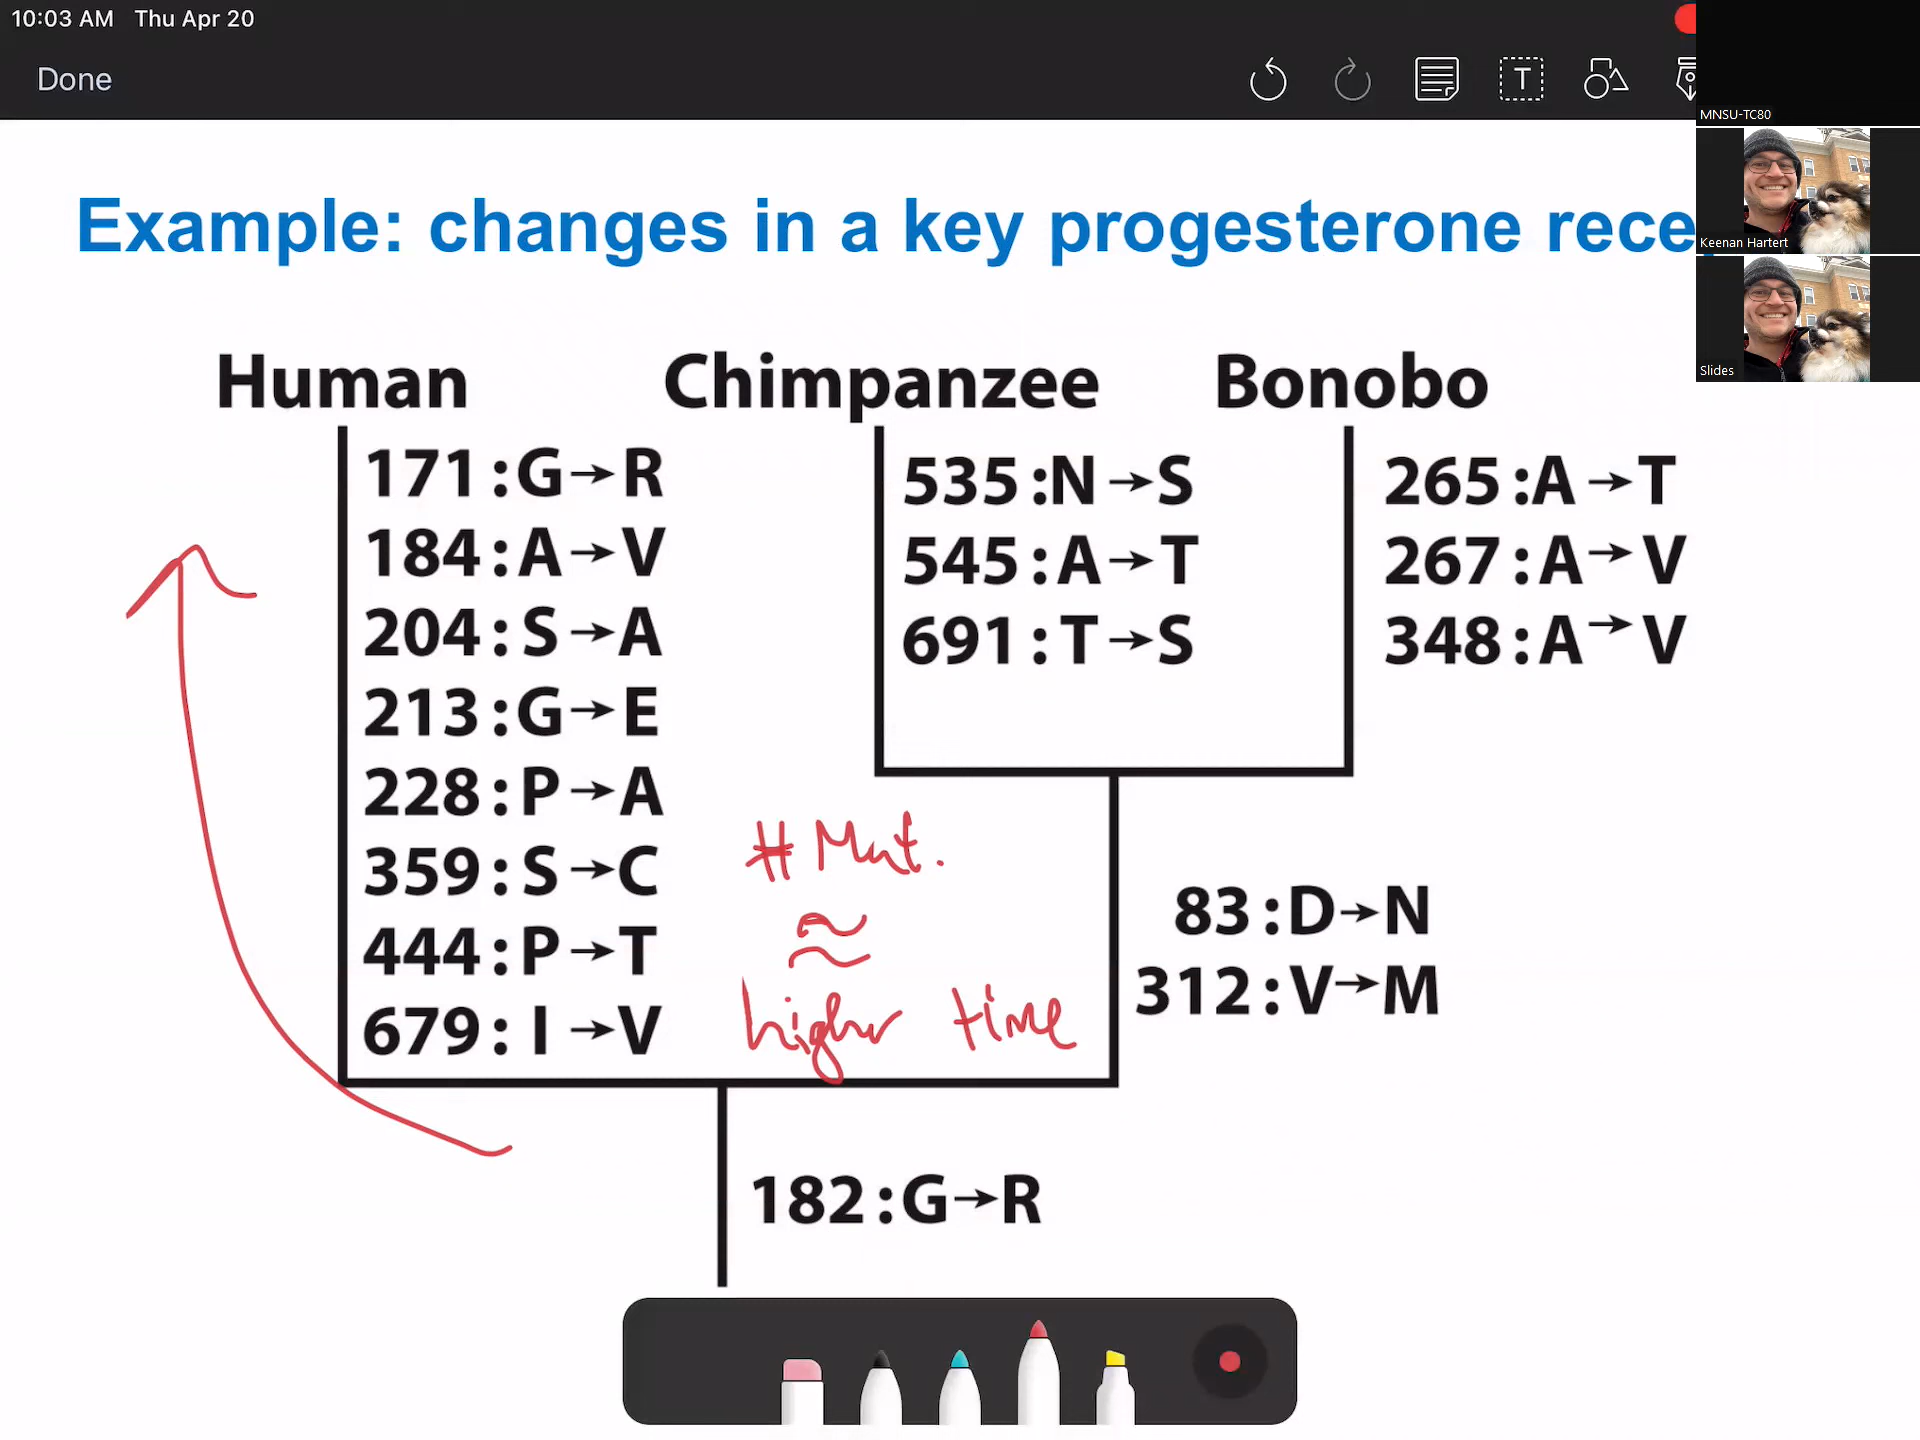 10:03 AM Thu Apr 20
Done
T
MNSU-TC80
Keenan Hartert
Slides
Example: changes in a key progesterone rece
Human Chimpanzee Bonobo
171:G→R
184:A→V
204:S→A
213:G→E
228:P→A
359:S→C
444:P→T
679:I→V
535:N→S
545:A→T
691:T→S
265:A→T
267:A→V
348:A→V
# Mut.
≈
higher time
83:D→N
312:V→M
182:G→R